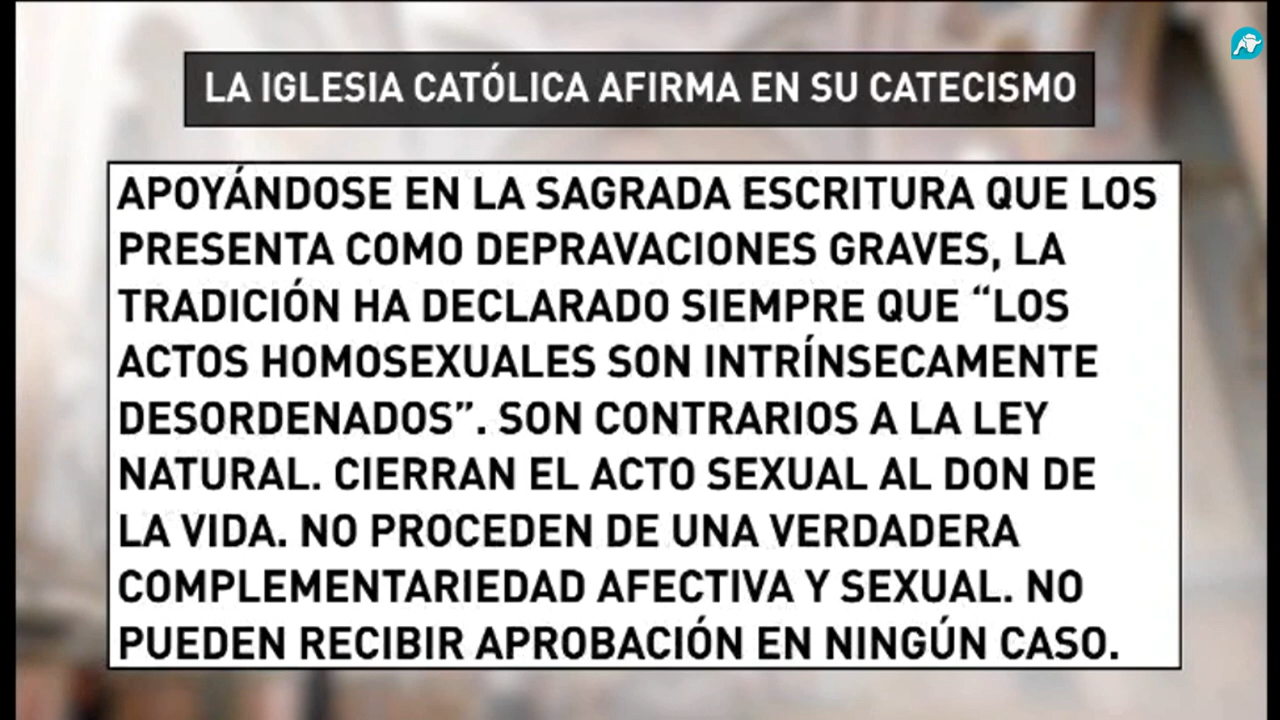 LA IGLESIA CATÓLICA AFIRMA EN SU CATECISMO
APOYÁNDOSE EN LA SAGRADA ESCRITURA QUE LOS
PRESENTA COMO DEPRAVACIONES GRAVES, LA
TRADICIÓN HA DECLARADO SIEMPRE QUE “LOS
ACTOS HOMOSEXUALES SON INTRÍNSECAMENTE
DESORDENADOS”. SON CONTRARIOS A LA LEY
NATURAL. CIERRAN EL ACTO SEXUAL AL DON DE
LA VIDA. NO PROCEDEN DE UNA VERDADERA
COMPLEMENTARIEDAD AFECTIVA Y SEXUAL. NO
PUEDEN RECIBIR APROBACIÓN EN NINGÚN CASO.